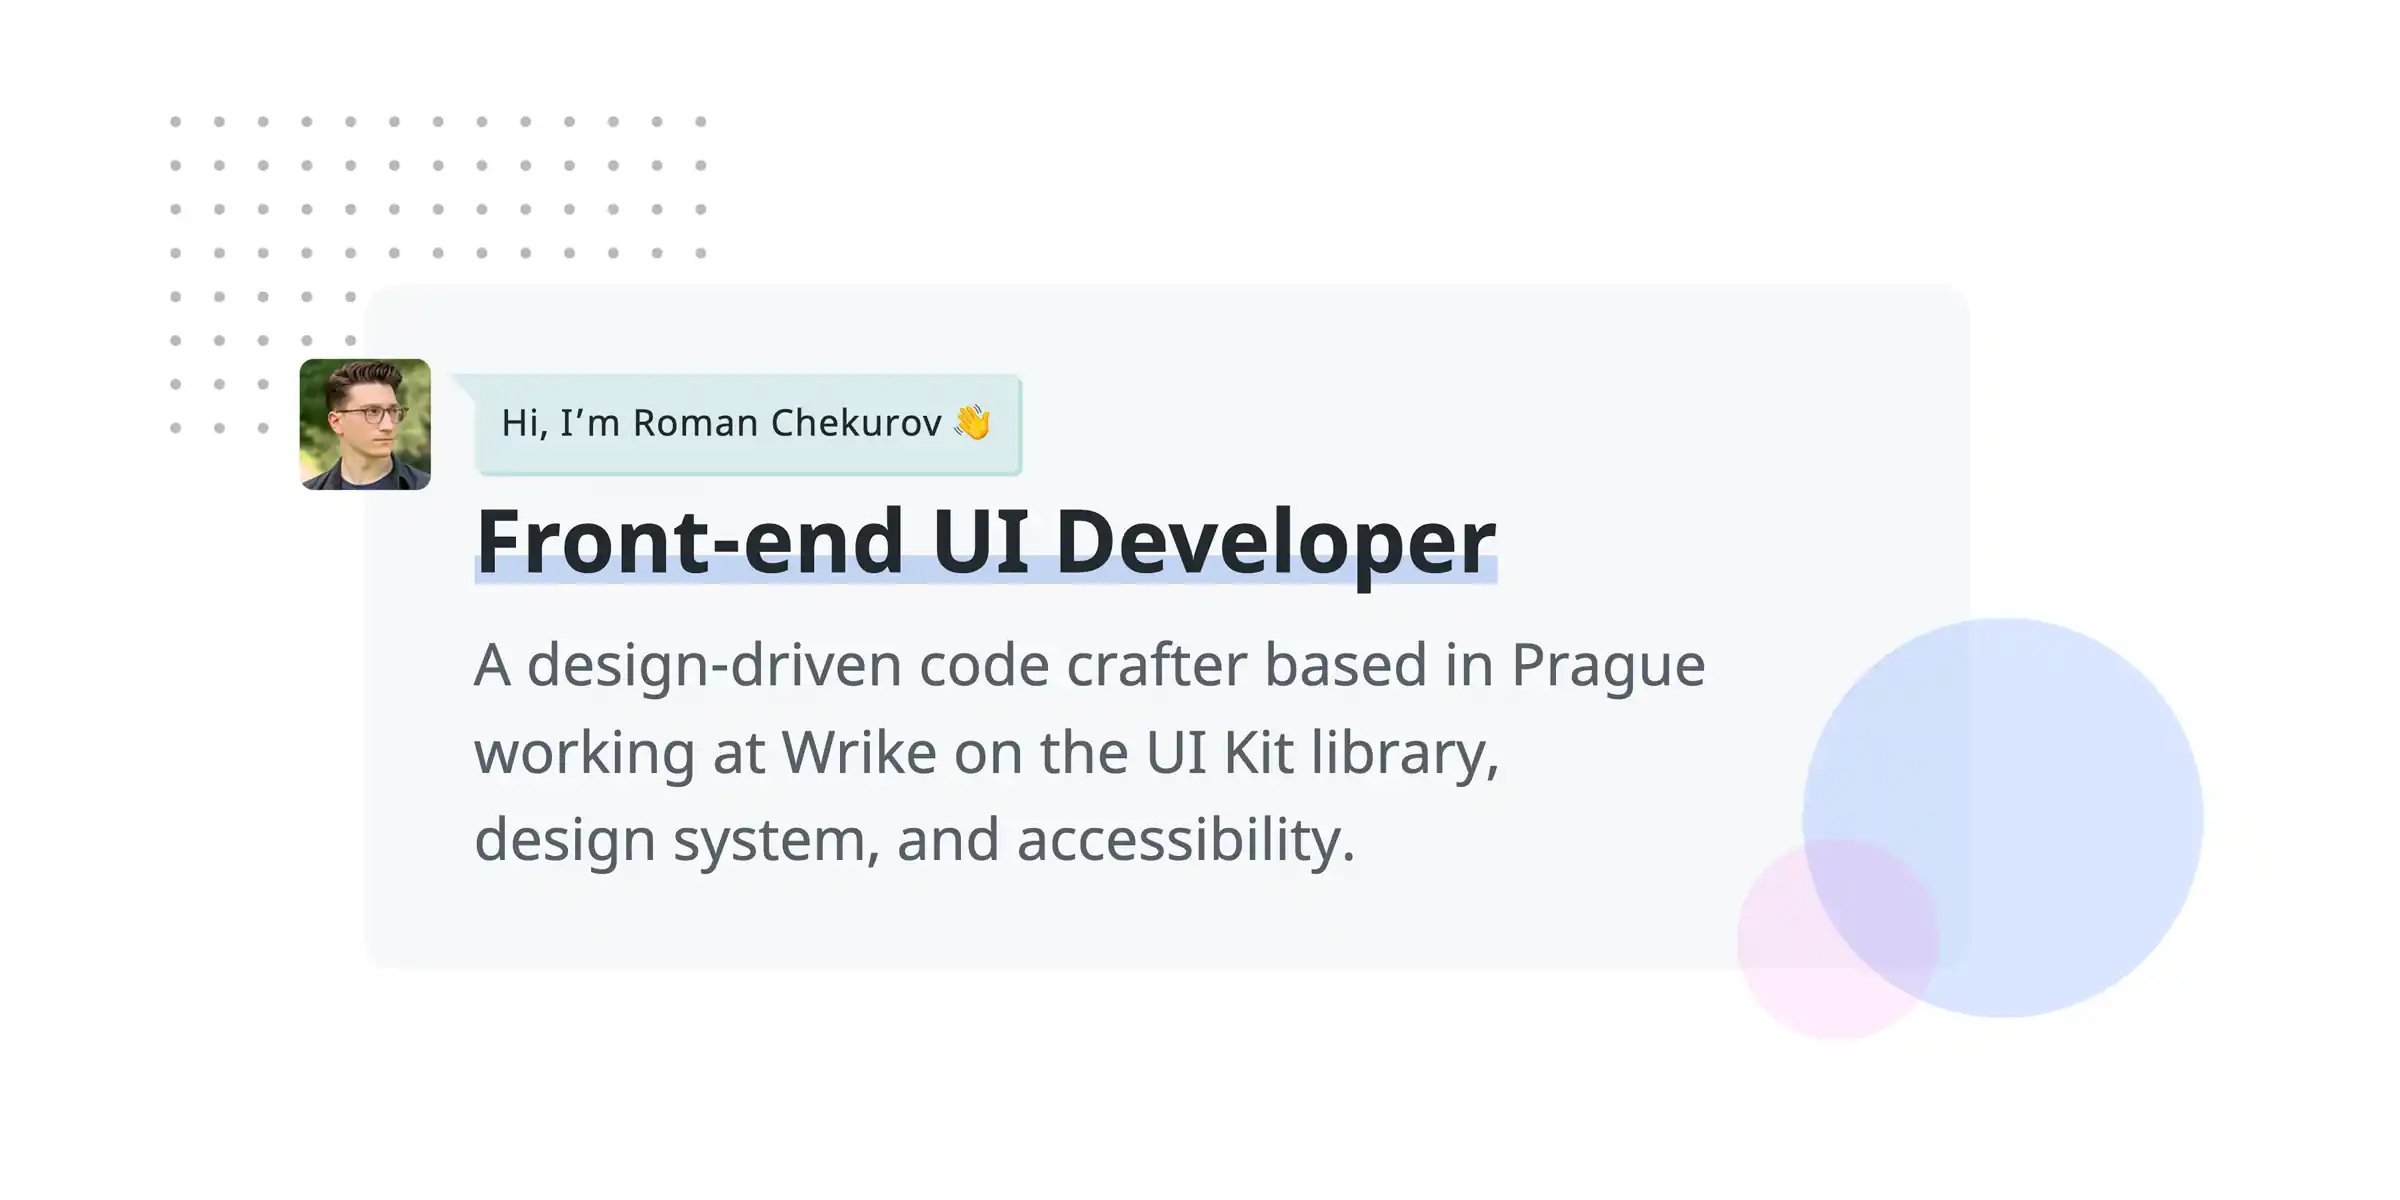 Hi, I’m Roman Chekurov 👋
Front-end UI Developer
A design-driven code crafter based in Prague
working at Wrike on the UI Kit library,
design system, and accessibility.